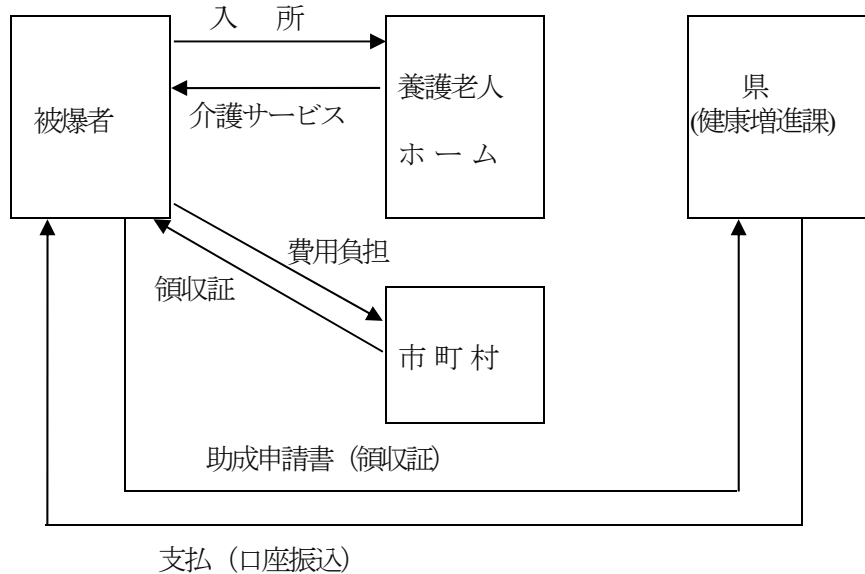 入 所
被爆者
介護サービス
養護老人
ホーム
県
(健康増進課)
費用負担
領収証
市町村
助成申請書（領収証）
支払（口座振込）